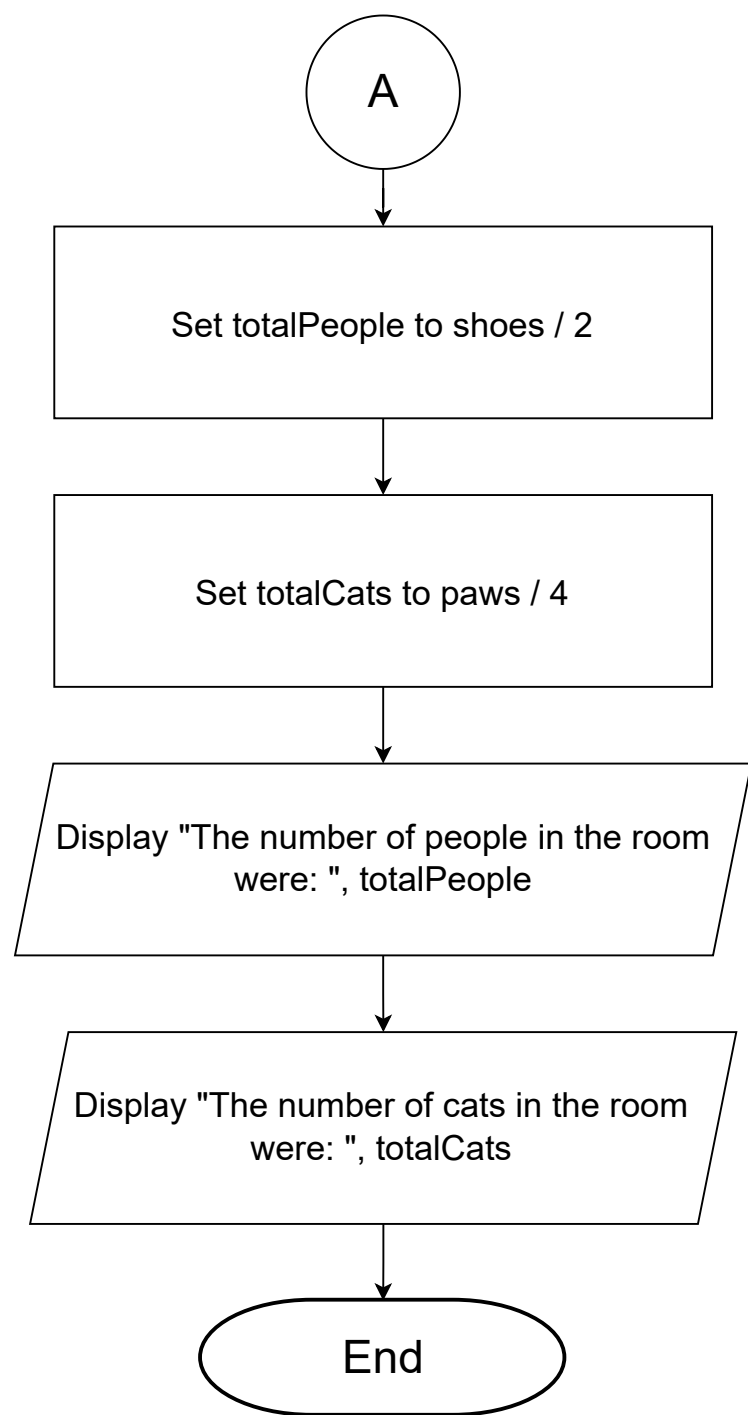 A
Set totalPeople to shoes / 2
Set totalCats to paws / 4
Display "The number of people in the room
were: ", totalPeople
Display "The number of cats in the room
were: ", totalCats
End